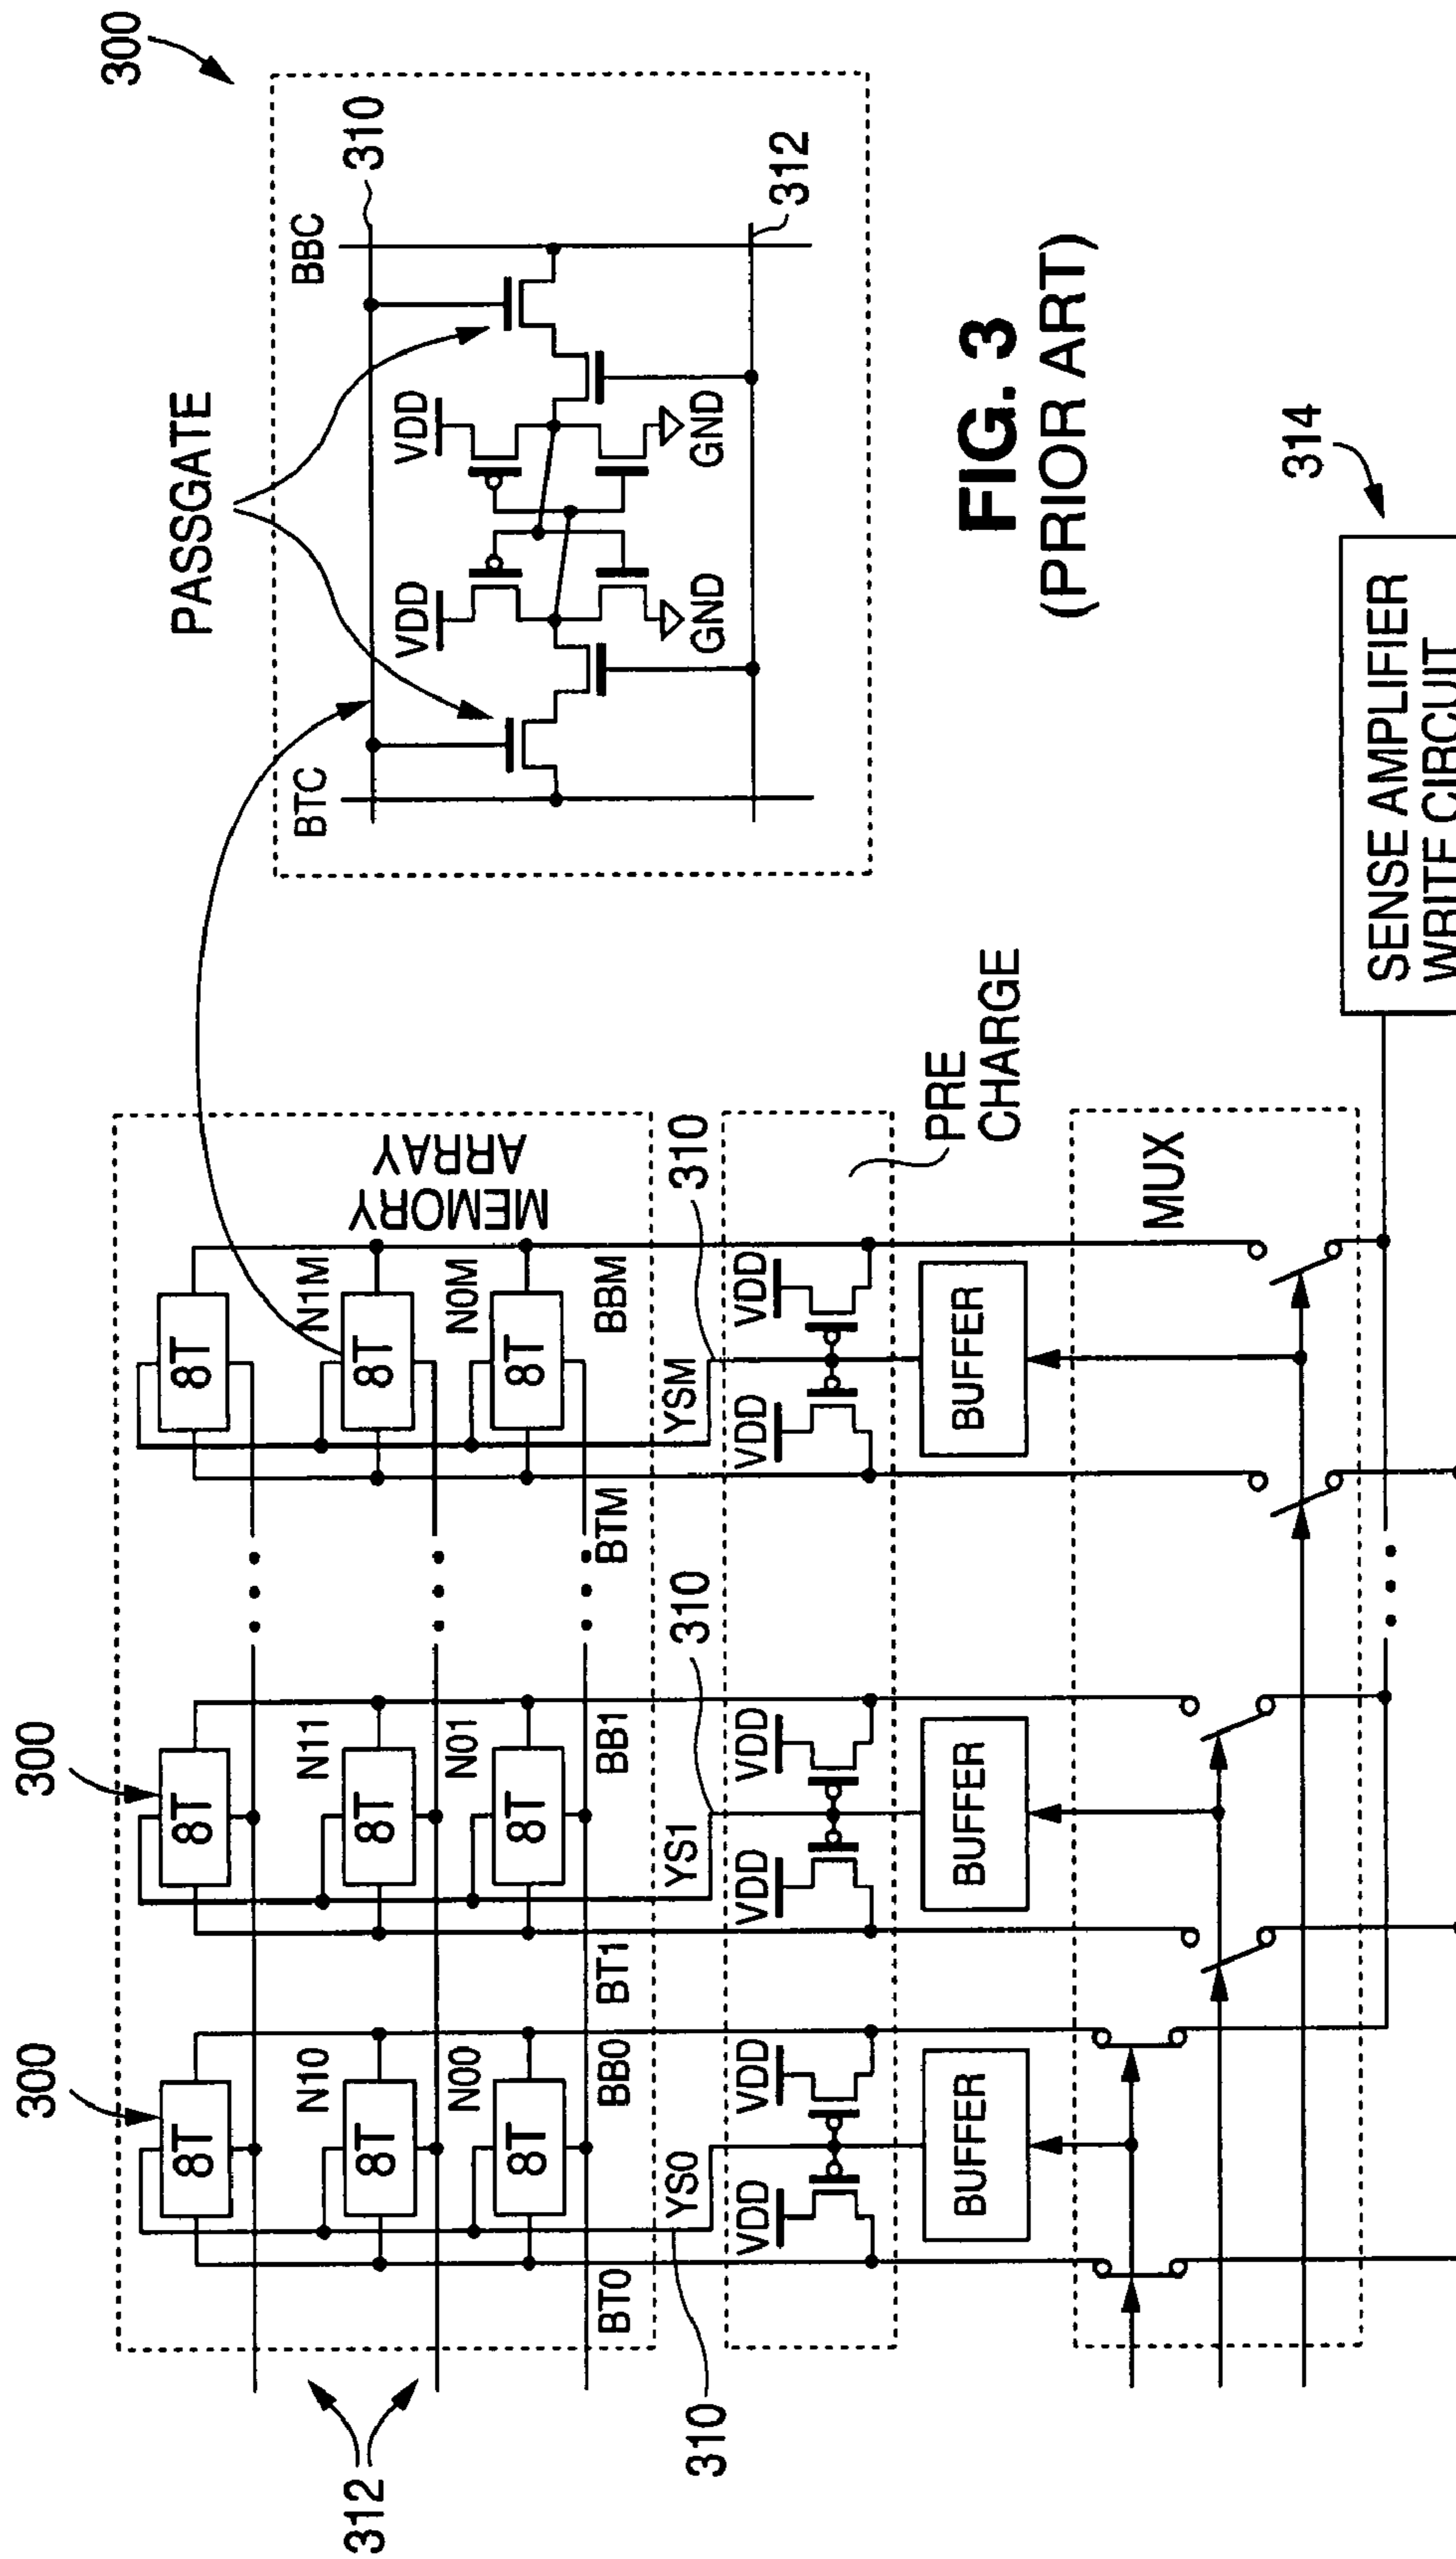 300
300
300
8T
8T
8T
PASSGATE
N10
N11
N1M
BTC
BBC
312
310
8T
8T
8T
MEMORY
ARRAY
VDD
VDD
N00
N01
N0M
8T
8T
8T
BT0
BB0
BT1
BB1
BTM
BBM
YS0
YS1
YSM
310
310
310
GND
GND
312
VDD
VDD
VDD
VDD
VDD
VDD
PRE
CHARGE
BUFFER
BUFFER
BUFFER
FIG. 3
(PRIOR ART)
MUX
314
SENSE AMPLIFIER
WRITE CIRCUIT